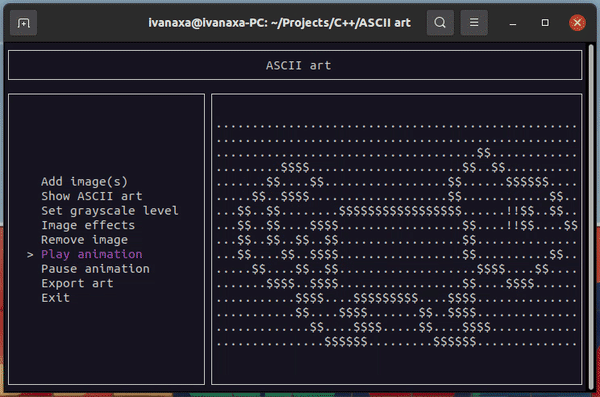 ivanaxa@ivanaxa-PC: ~/Projects/C++/ASCII art
ASCII art
Add image(s)
Show ASCII art
Set grayscale level
Image effects
Remove image
> Play animation
Pause animation
Export art
Exit
..................................................
..................................................
....................................$$............
.........$$$$.....................$$..$$..........
.......$$....$$.................$$......$$$$$$....
.....$$..$$$$...................$$............$$..
...$$..$$........$$$$$$$$$$$$$$$$$......!!$$..$$..
...$$..$$....$$$$.................$$....!!$$....$$
...$$..$$..$$..$$.................$$..............
...$$....$$..$$$$.................$$..........$$..
.....$$....$$..$$...................$$$$....$$....
.......$$$$..$$$$.................$$....$$$$......
...........$$$$....$$$$$$$$$....$$$$..............
...........$$....$$$$.......$$..$$$$..............
.............$$....$$$$.....$$....$$$$............
...............$$$$$$.........$$$$$$..............